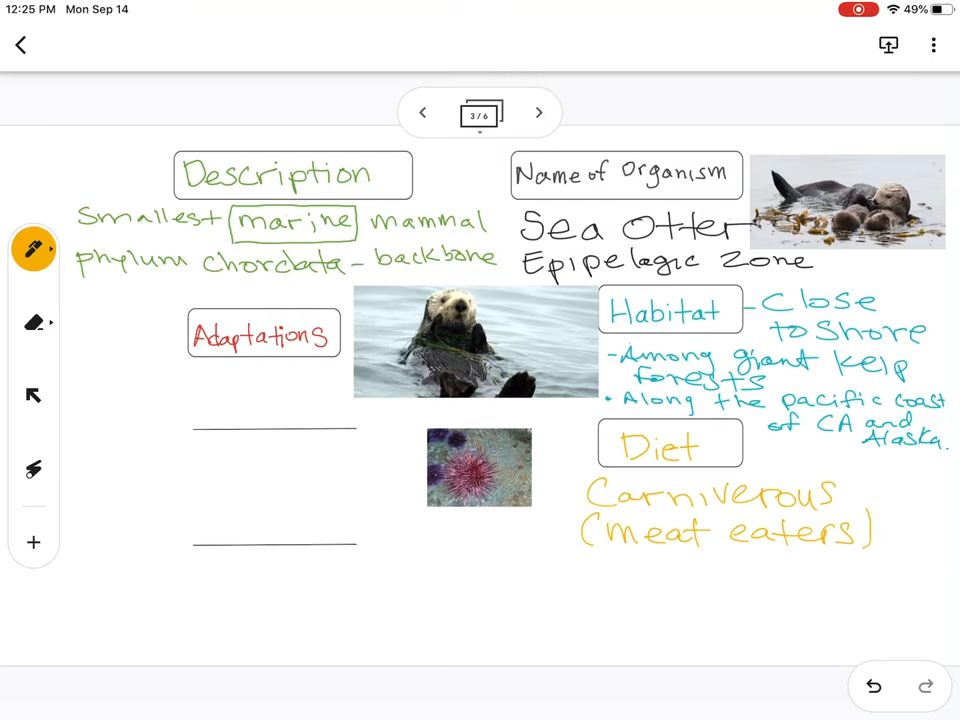 12:25 PM Mon Sep 14
49%
3 / 6
Description
Smallest marine mammal
phylum chordata - backbone
Name of Organism
Sea Otter
Epipelagic Zone
Adaptations
Habitat - Close
to Shore
- Among giant kelp
forests
• Along the pacific coast
of CA and
Alaska.
Diet
Carniverous
(meat eaters)